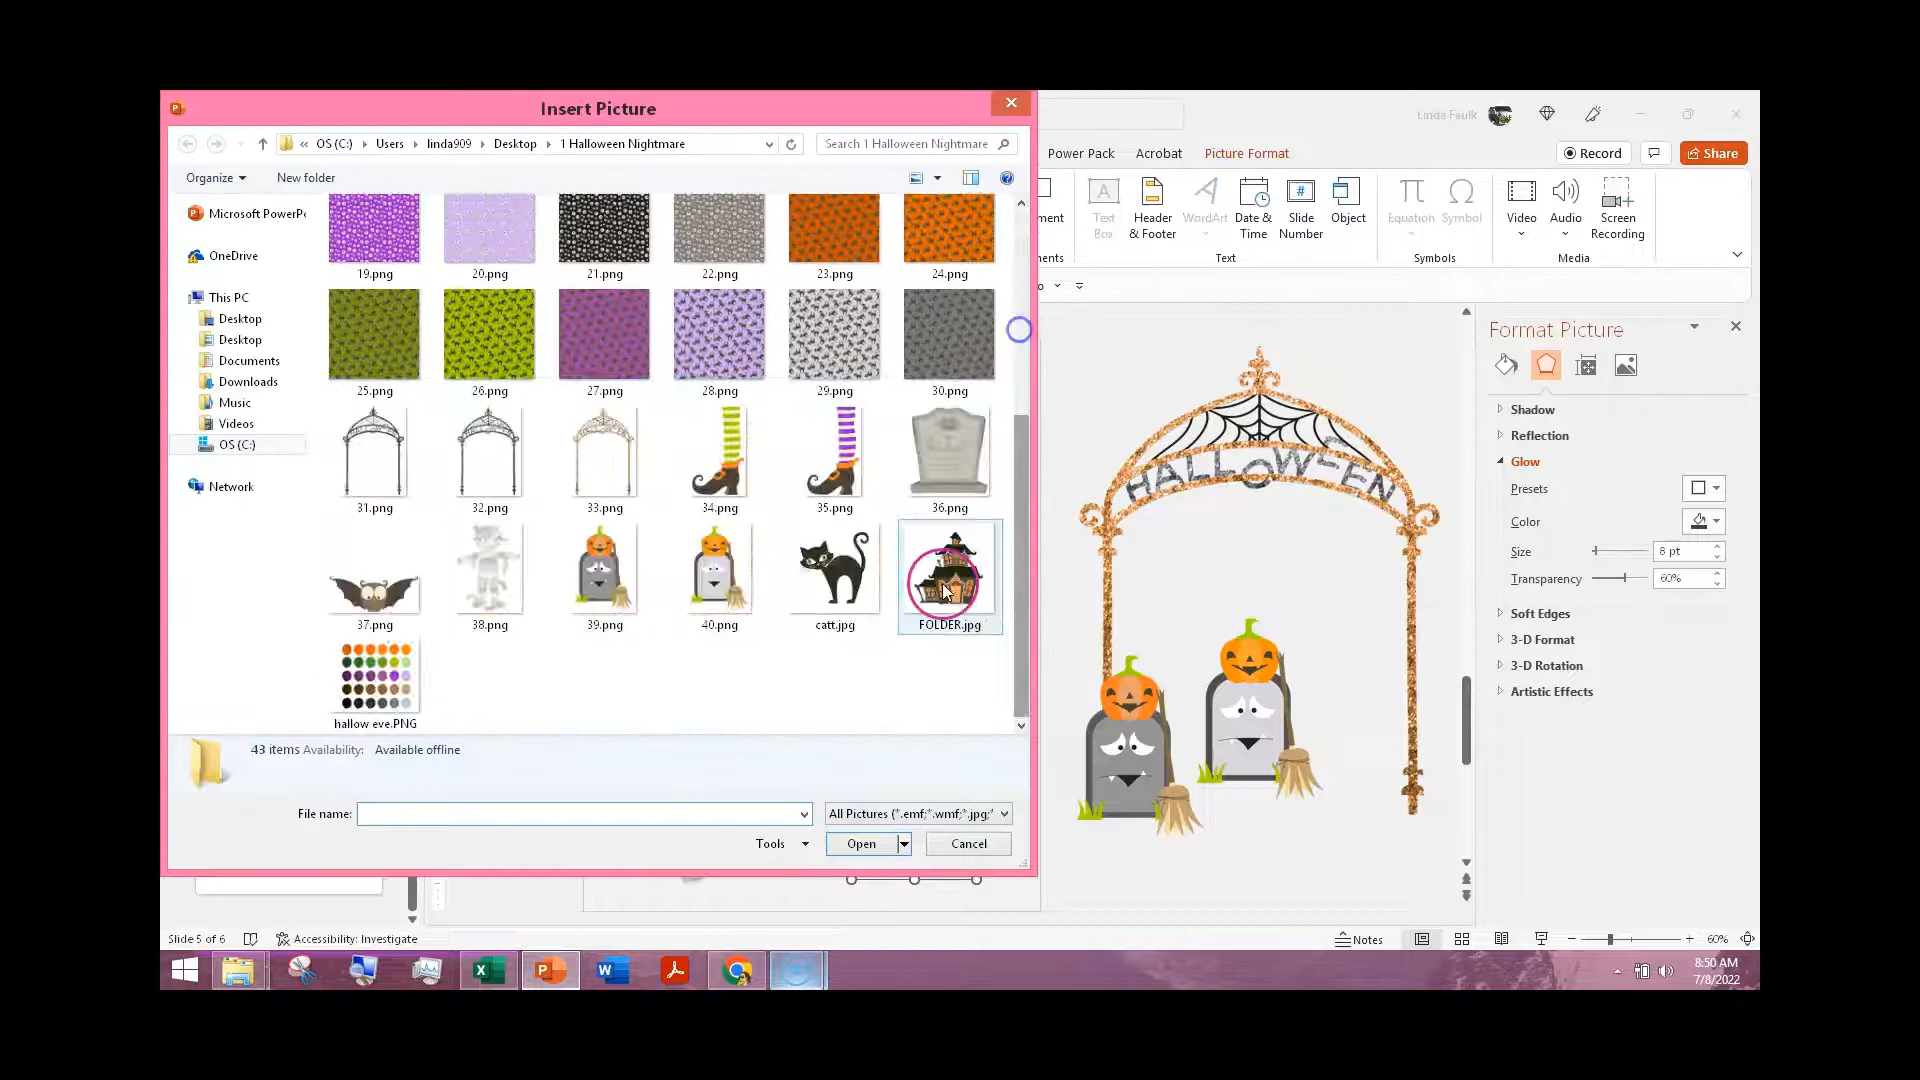 Insert Picture
Linda Faulk
« OS (C:) Users linda909 Desktop 1 Halloween Nightmare
Search 1 Halloween Nightmare
Power Pack Acrobat Picture Format Record Share
Organize New folder
Microsoft PowerPo
OneDrive
This PC
Desktop
Desktop
Documents
Downloads
Music
Videos
OS (C:)
Network
19.png 20.png 21.png 22.png 23.png 24.png
25.png 26.png 27.png 28.png 29.png 30.png
31.png 32.png 33.png 34.png 35.png 36.png
37.png 38.png 39.png 40.png catt.jpg FOLDER.jpg
hallow eve.PNG
43 items Availability: Available offline
File name: All Pictures (*.emf;*.wmf;*.jpg;*
Tools Open Cancel
Text Box
Header & Footer
WordArt
Date & Time
Slide Number
Object
Equation Symbol
Video Audio
Screen Recording
ments Text Symbols Media
HALLOWEEN
Format Picture
Shadow
Reflection
Glow
Presets
Color
Size 8 pt
Transparency 60%
Soft Edges
3-D Format
3-D Rotation
Artistic Effects
Slide 5 of 6 Accessibility: Investigate Notes 60%
8:50 AM
7/8/2022